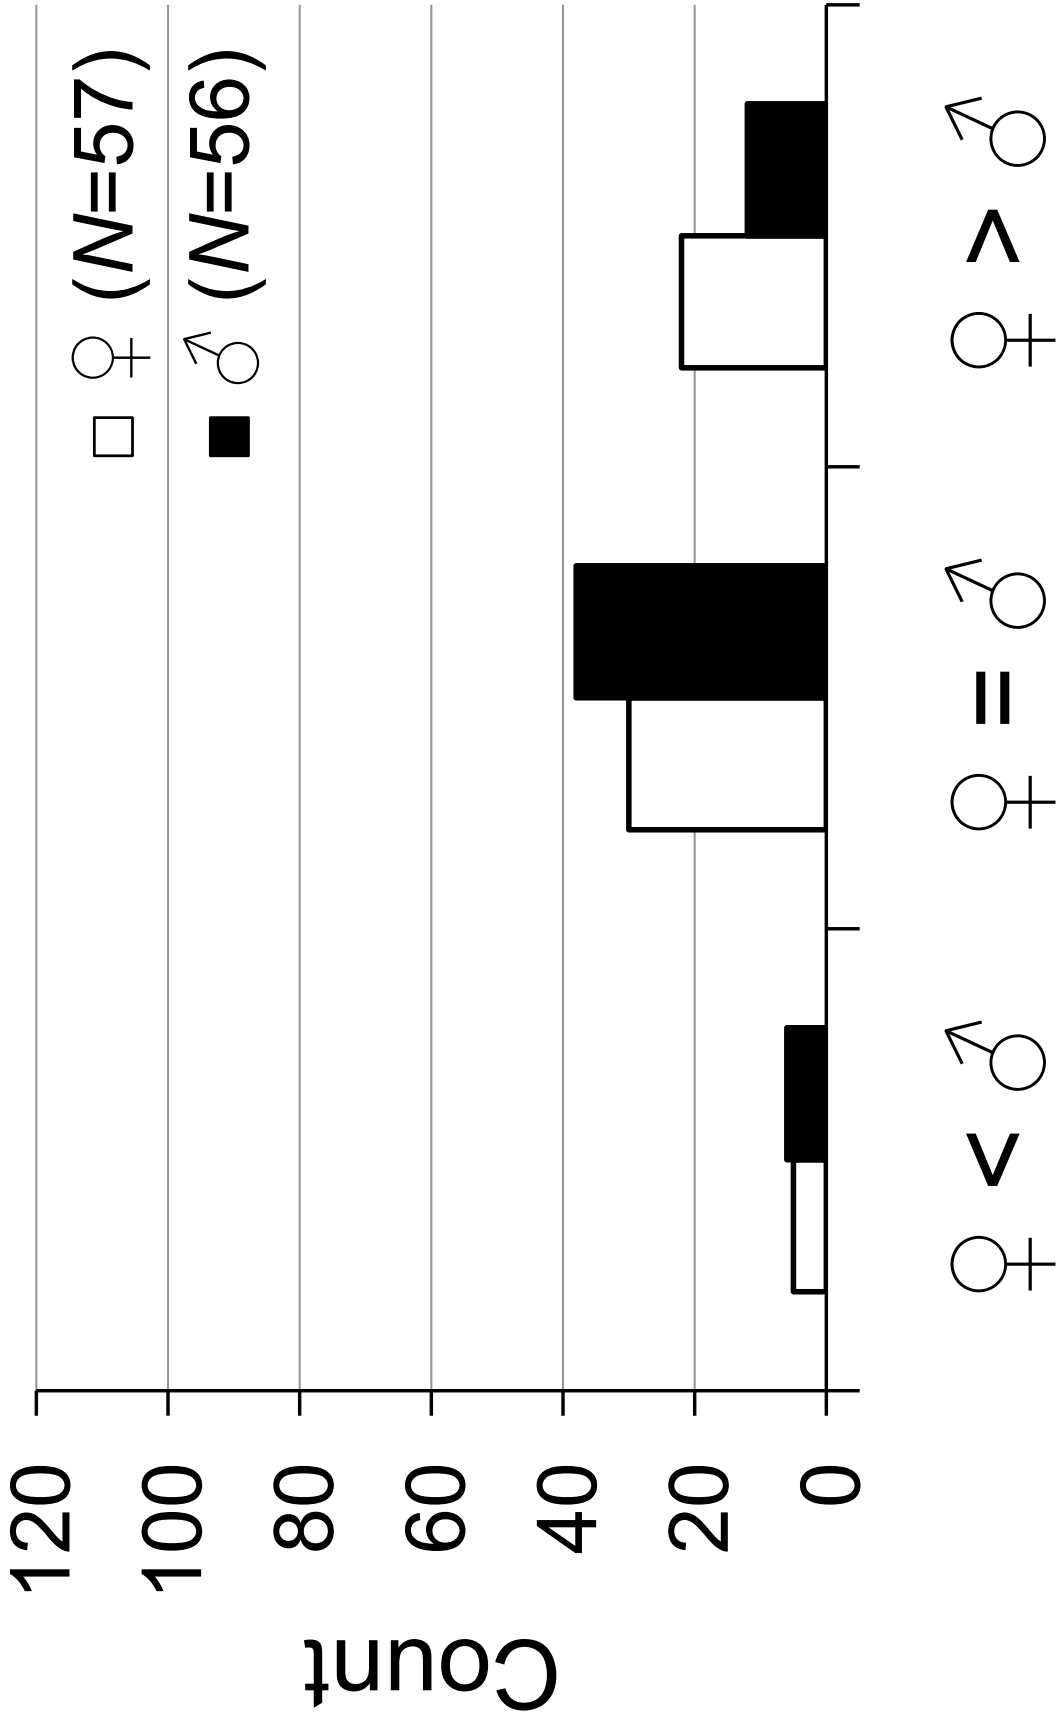 Count
120
100
80
60
40
20
0
♀ (N=57)
♂ (N=56)
♀ < ♂
♀ = ♂
♀ > ♂